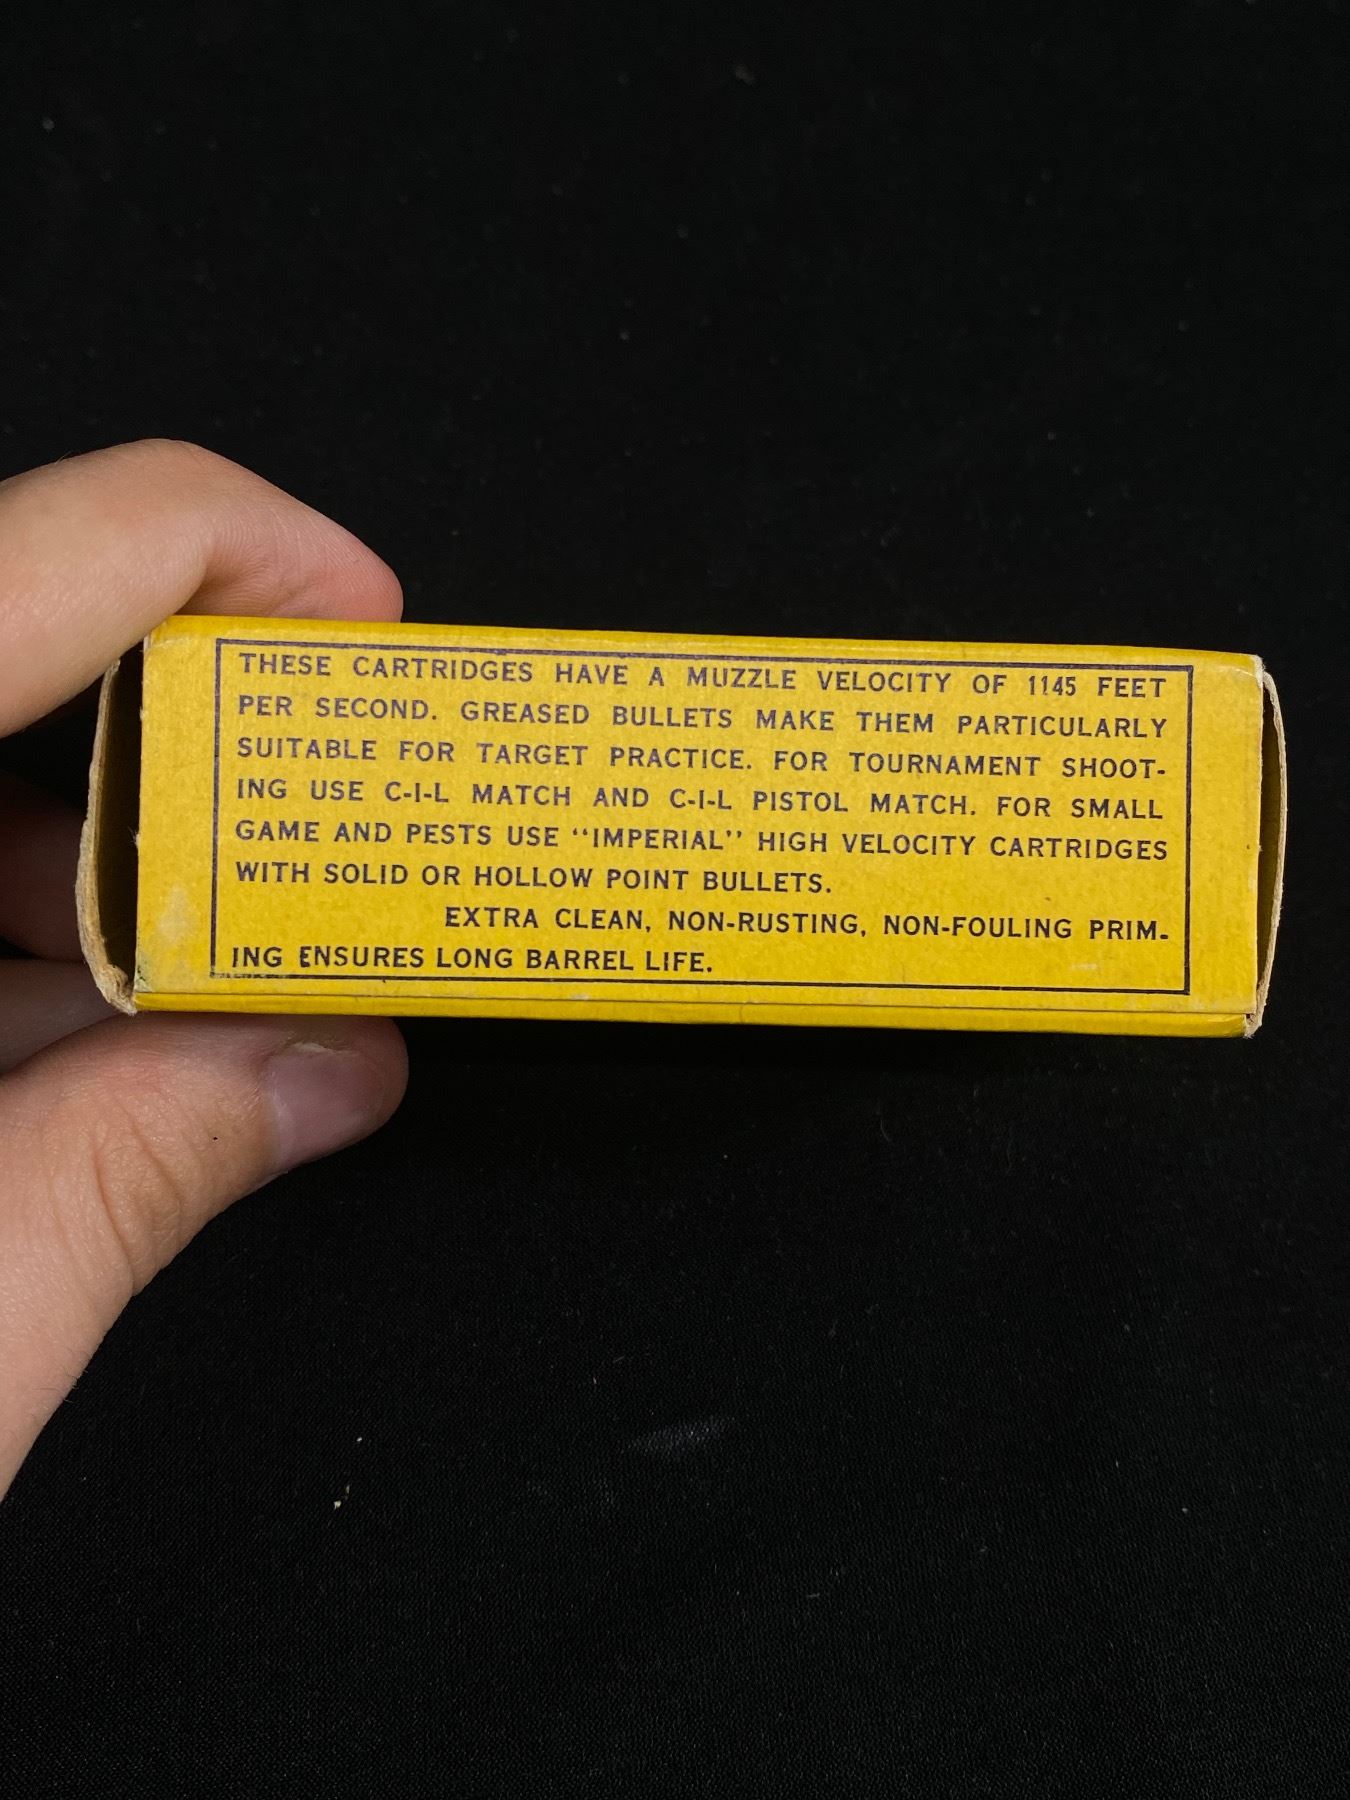 THESE CARTRIDGES HAVE A MUZZLE VELOCITY OF 1145 FEET
PER SECOND. GREASED BULLETS MAKE THEM PARTICULARLY
SUITABLE FOR TARGET PRACTICE. FOR TOURNAMENT SHOOT-
ING USE C-I-L MATCH AND C-I-L PISTOL MATCH. FOR SMALL
GAME AND PESTS USE "IMPERIAL" HIGH VELOCITY CARTRIDGES
WITH SOLID OR HOLLOW POINT BULLETS.
EXTRA CLEAN, NON-RUSTING, NON-FOULING PRIM-
ING ENSURES LONG BARREL LIFE.